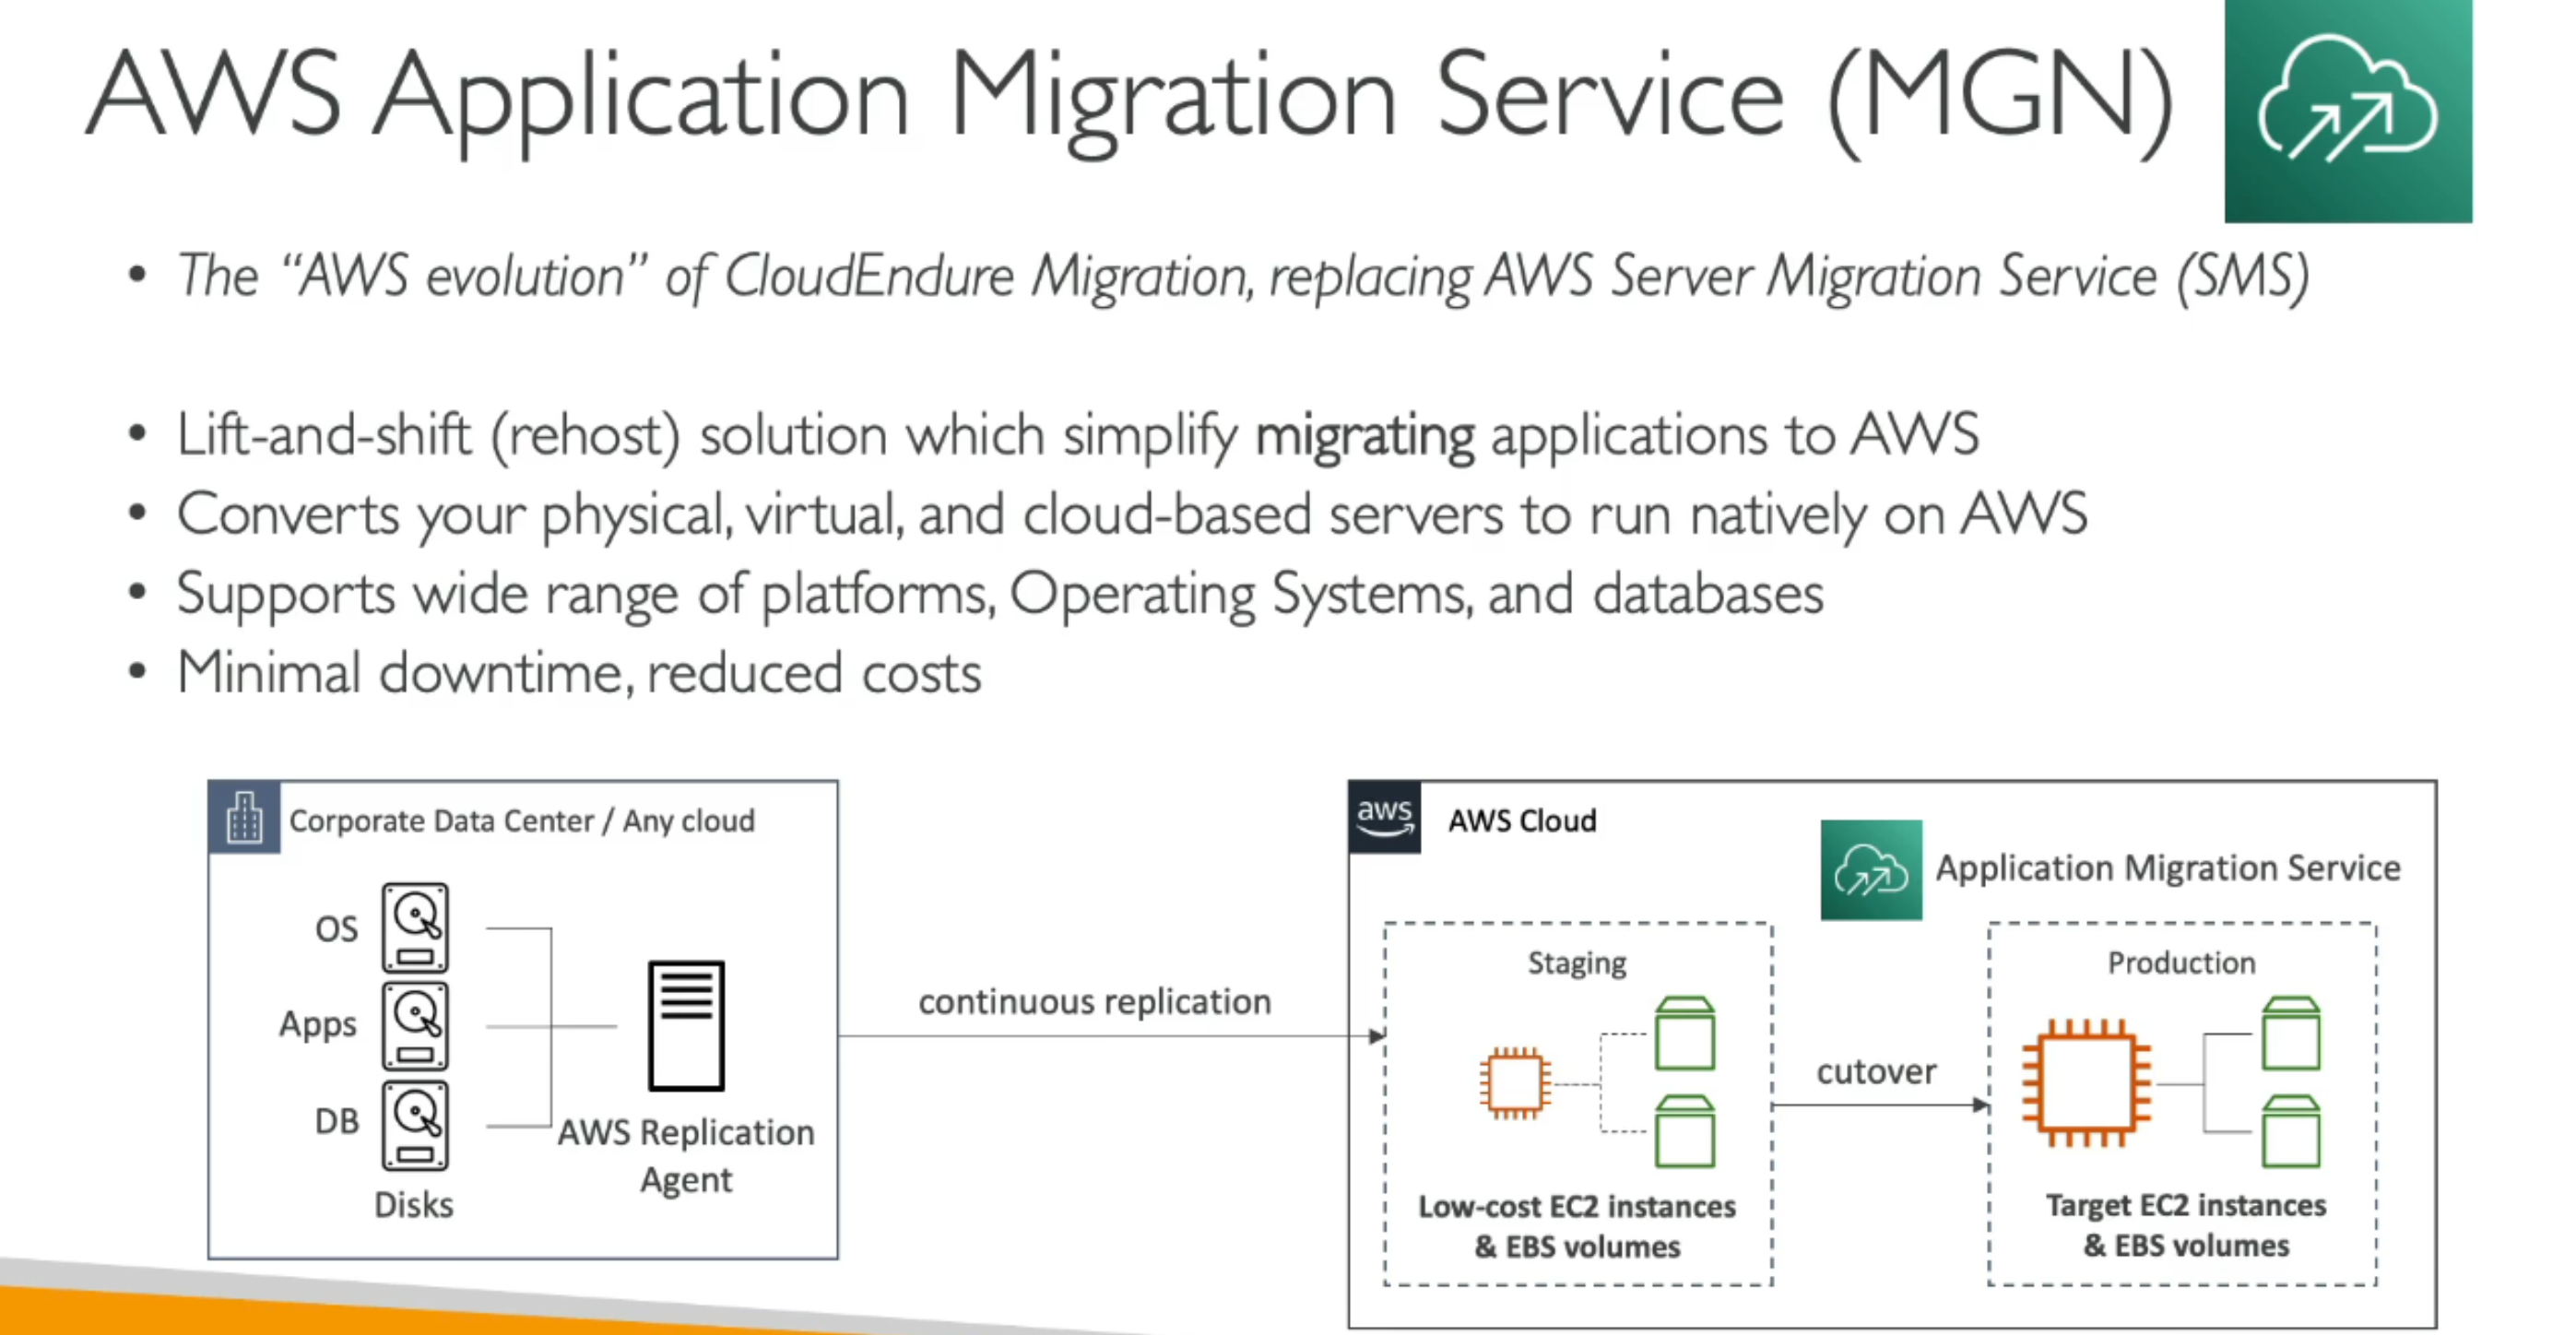 AWS Application Migration Service (MGN)
• The “AWS evolution” of CloudEndure Migration, replacing AWS Server Migration Service (SMS)
• Lift-and-shift (rehost) solution which simplify migrating applications to AWS
• Converts your physical, virtual, and cloud-based servers to run natively on AWS
• Supports wide range of platforms, Operating Systems, and databases
• Minimal downtime, reduced costs
Corporate Data Center / Any cloud
OS
Apps
DB
Disks
AWS Replication
Agent
continuous replication
aws
AWS Cloud
Application Migration Service
Staging
Low-cost EC2 instances
& EBS volumes
cutover
Production
Target EC2 instances
& EBS volumes